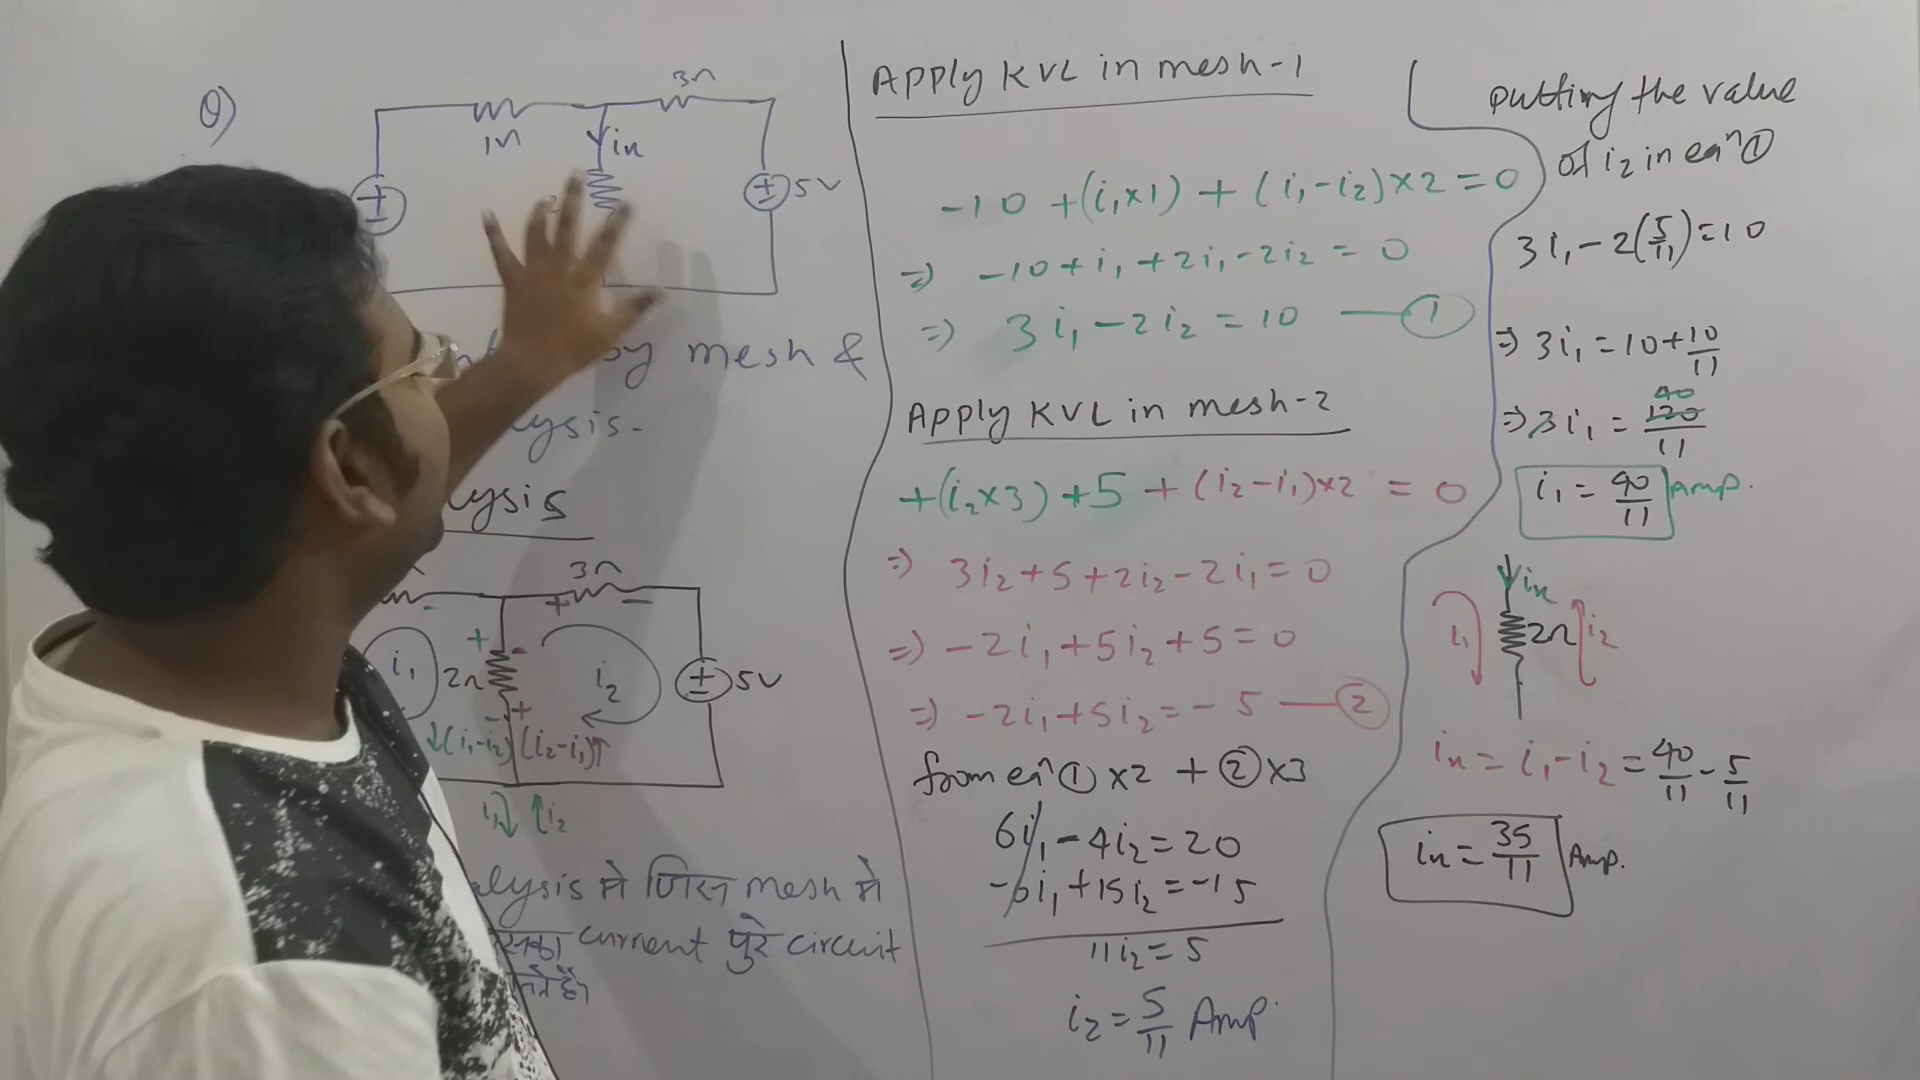 Q)
1Ω
3Ω
in
5V
by mesh &
ysis.
lysis
3Ω
i1
2Ω
i2
5V
+
-
↓(i1-i2)
(i2-i1)↑
i1↓ ↑i2
alysis मे जिस mesh मे
current पुरे circuit
Apply KVL in mesh-1
-10 +(i1×1) + (i1-i2)×2 = 0
=) -10+i1+2i1-2i2 = 0
=) 3i1-2i2 = 10 — ①
Apply KVL in mesh-2
+(i2×3) +5 + (i2-i1)×2 = 0
=) 3i2+5+2i2-2i1=0
=) -2i1+5i2+5=0
=) -2i1+5i2=-5 — ②
from eqn ① ×2 + ②×3
6i1-4i2=20
-6i1+15i2=-15
11i2=5
i2=5/11 Amp.
putting the value
of i2 in eqn ①
3i1-2(5/11)=10
=) 3i1=10+10/11
40
=) 3i1=120/11
i1=40/11 Amp.
in
i1
2Ω
i2
in=i1-i2=40/11-5/11
in=35/11 Amp.